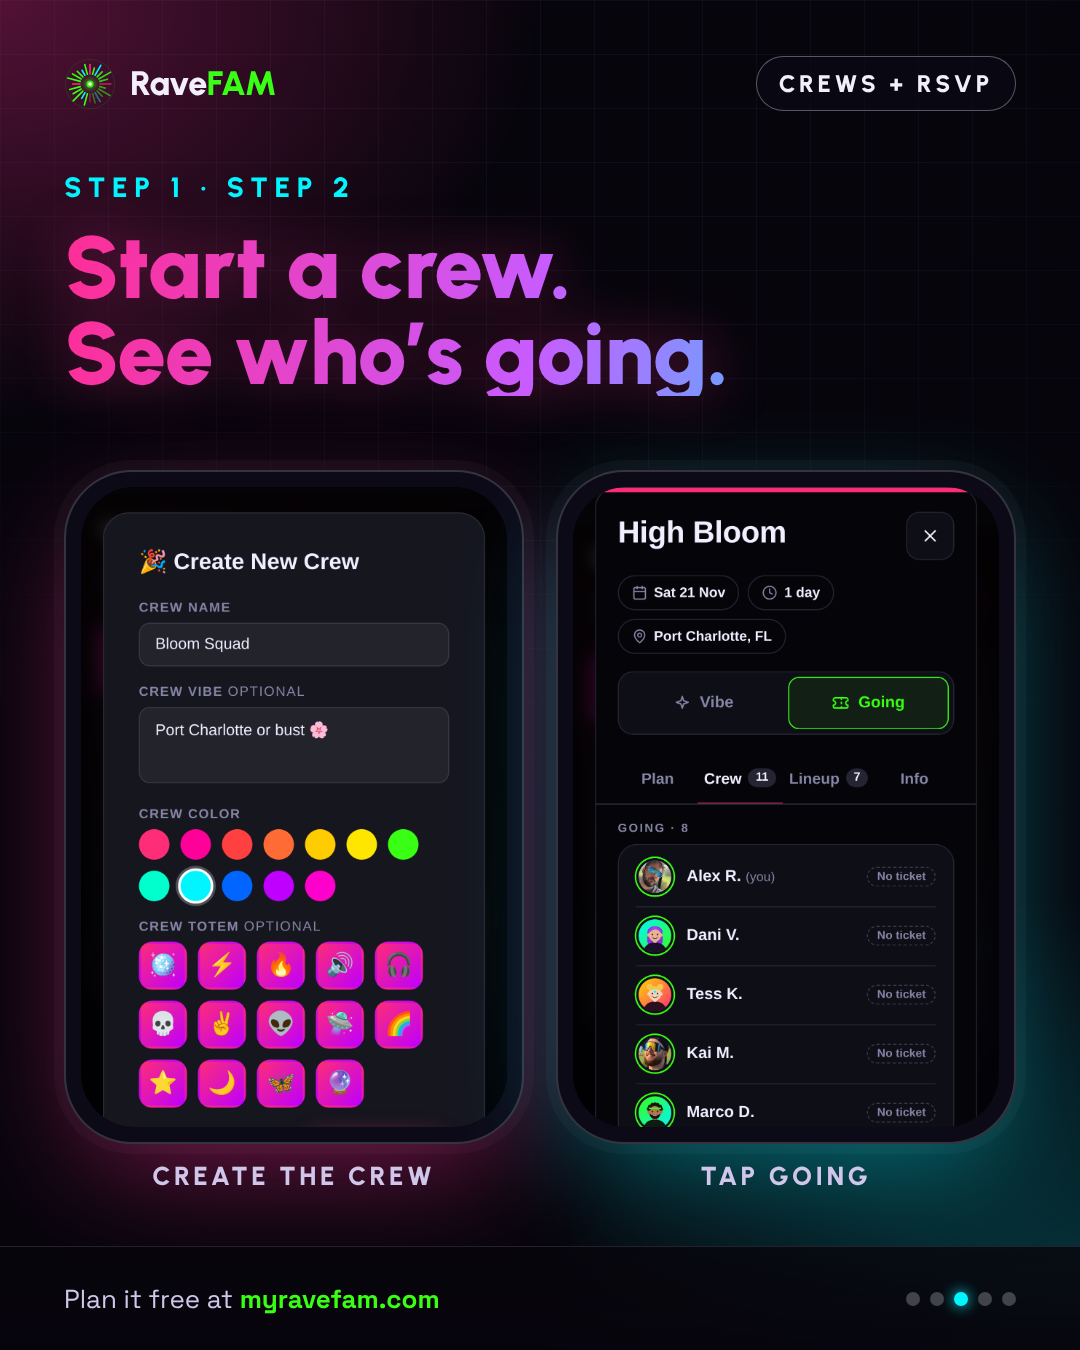 RaveFAM
CREWS + RSVP
STEP 1 · STEP 2
Start a crew.
See who's going.
🎉 Create New Crew
CREW NAME
Bloom Squad
CREW VIBE OPTIONAL
Port Charlotte or bust 🌸
CREW COLOR
CREW TOTEM OPTIONAL
CREATE THE CREW
High Bloom
Sat 21 Nov
1 day
Port Charlotte, FL
Vibe
Going
Plan
Crew 11
Lineup 7
Info
GOING · 8
Alex R. (you)
No ticket
Dani V.
No ticket
Tess K.
No ticket
Kai M.
No ticket
Marco D.
No ticket
TAP GOING
Plan it free at myravefam.com